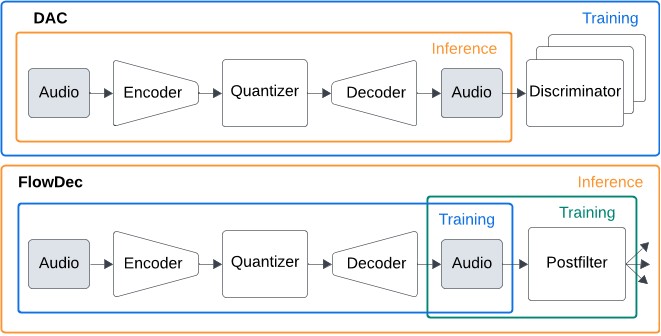 DAC
Training
Inference
Audio
Encoder
Quantizer
Decoder
Audio
Discriminator
FlowDec
Inference
Training
Training
Audio
Encoder
Quantizer
Decoder
Audio
Postfilter